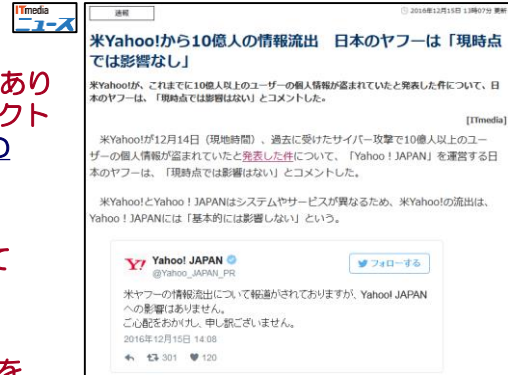 ITmedia
ニュース
あり
クト
D
て
を
速報
2016年12月15日 13時07分 更新
米Yahoo!から10億人の情報流出 日本のヤフーは「現時点
では影響なし」
米Yahoo!が、これまでに10億人以上のユーザーの個人情報が盗まれていたと発表した件について、日
本のヤフーは、「現時点では影響はない」とコメントした。
[ITmedia]
米Yahoo!が12月14日（現地時間）、過去に受けたサイバー攻撃で10億人以上のユー
ザーの個人情報が盗まれていたと発表した件について、「Yahoo！JAPAN」を運営する日
本のヤフーは、「現時点では影響はない」とコメントした。
米Yahoo!とYahoo！JAPANはシステムやサービスが異なるため、米Yahoo!の流出は、
Yahoo！JAPANには「基本的には影響しない」という。
Yahoo! JAPAN
@Yahoo_JAPAN_PR
フォローする
米ヤフーの情報流出について報道がされておりますが、Yahoo! JAPAN
への影響はありません。
ご心配をおかけし、申し訳ございません。
2016年12月15日 14:08
301 120